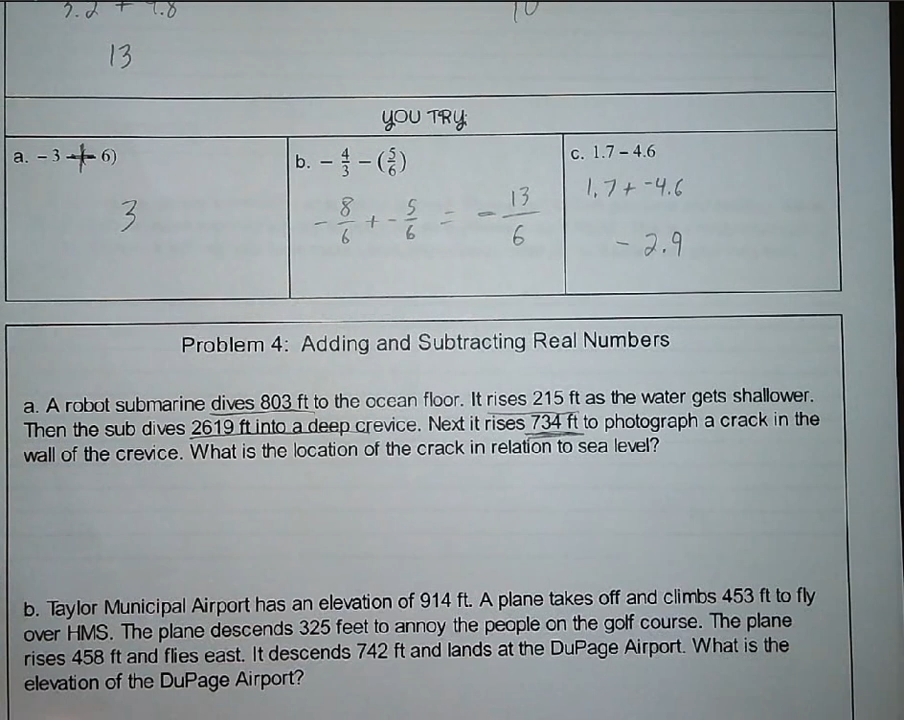 13
YOU TRY
a. – 3 + 6)
3
b. – 4/3 – (5/6)
- 8/6 + - 5/6 = - 13/6
c. 1.7 – 4.6
1.7 + -4.6
- 2.9
Problem 4: Adding and Subtracting Real Numbers
a. A robot submarine dives 803 ft to the ocean floor. It rises 215 ft as the water gets shallower.
Then the sub dives 2619 ft into a deep crevice. Next it rises 734 ft to photograph a crack in the
wall of the crevice. What is the location of the crack in relation to sea level?
b. Taylor Municipal Airport has an elevation of 914 ft. A plane takes off and climbs 453 ft to fly
over HMS. The plane descends 325 feet to annoy the people on the golf course. The plane
rises 458 ft and flies east. It descends 742 ft and lands at the DuPage Airport. What is the
elevation of the DuPage Airport?